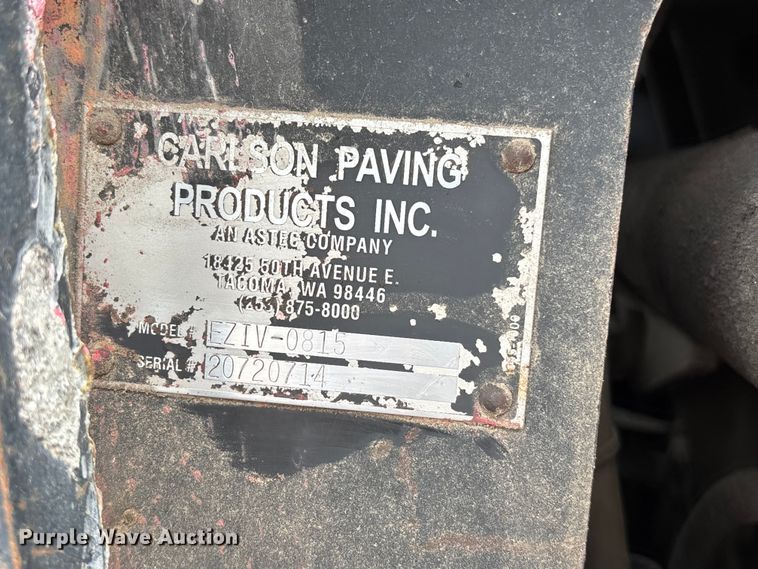 CARLSON PAVING
PRODUCTS INC.
AN ASTEC COMPANY
18425 50TH AVENUE E.
TACOMA, WA 98446
(253) 875-8000
MODEL # EZIV-0815
SERIAL # 20720714
Purple Wave Auction